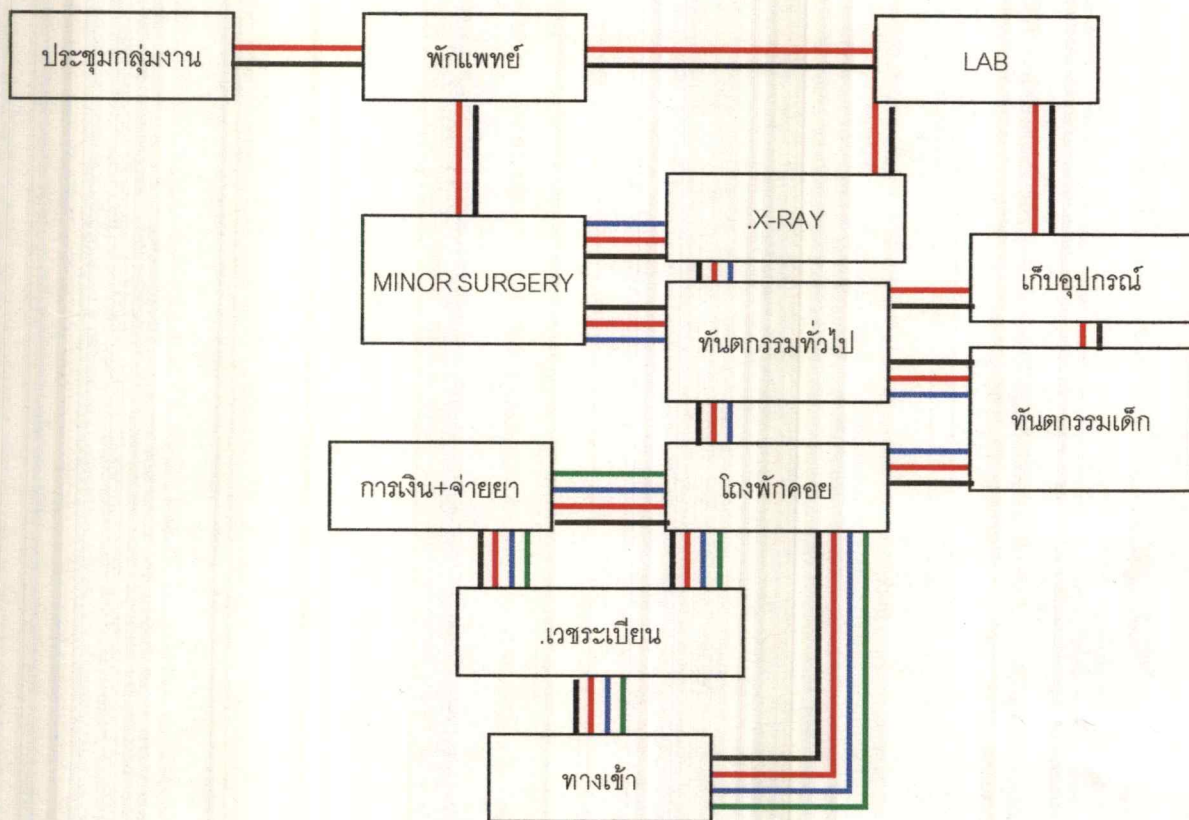 ประชุมกลุ่มงาน
พักแพทย์
LAB
.X-RAY
MINOR SURGERY
เก็บอุปกรณ์
ทันตกรรมทั่วไป
ทันตกรรมเด็ก
การเงิน+จ่ายยา
โถงพักคอย
.เวชระเบียน
ทางเข้า